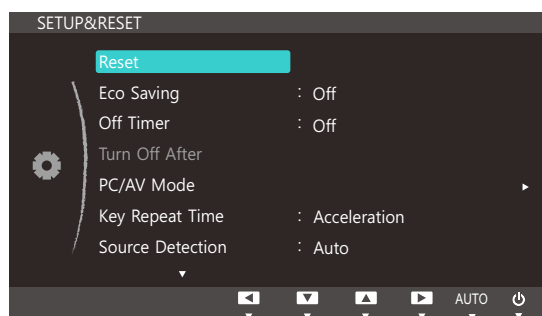 SETUP&RESET
Reset
Eco Saving : Off
Off Timer : Off
Turn Off After
PC/AV Mode
Key Repeat Time : Acceleration
Source Detection : Auto
AUTO